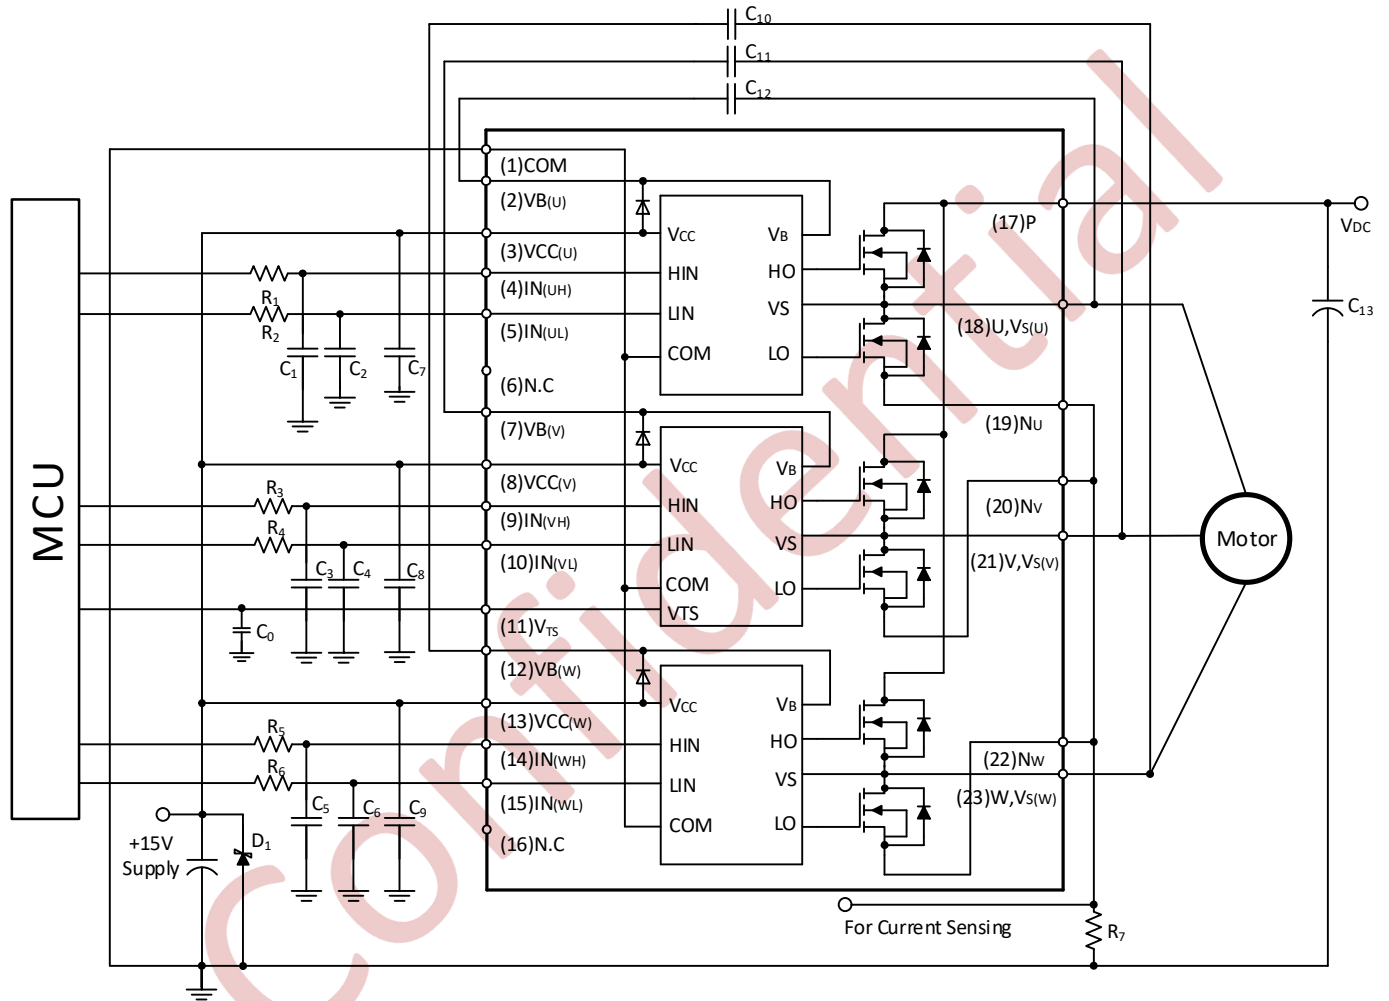 C10
C11
C12
(1)COM
(2)VB(U)
(3)VCC(U)
(4)IN(UH)
(5)IN(UL)
(6)N.C
(7)VB(V)
(8)VCC(V)
(9)IN(VH)
(10)IN(VL)
(11)VTS
(12)VB(W)
(13)VCC(W)
(14)IN(WH)
(15)IN(WL)
(16)N.C
VCC
HIN
LIN
COM
VB
HO
VS
LO
VCC
HIN
LIN
COM
VTS
VB
HO
VS
LO
VCC
HIN
LIN
COM
VB
HO
VS
LO
(17)P
(18)U,VS(U)
(19)NU
(20)NV
(21)V,VS(V)
(22)NW
(23)W,VS(W)
VDC
C13
Motor
MCU
R1
R2
C1
C2
C7
R3
R4
C3
C4
C8
C0
R5
R6
C5
C6
C9
+15V
Supply
D1
For Current Sensing
R7
Confidential